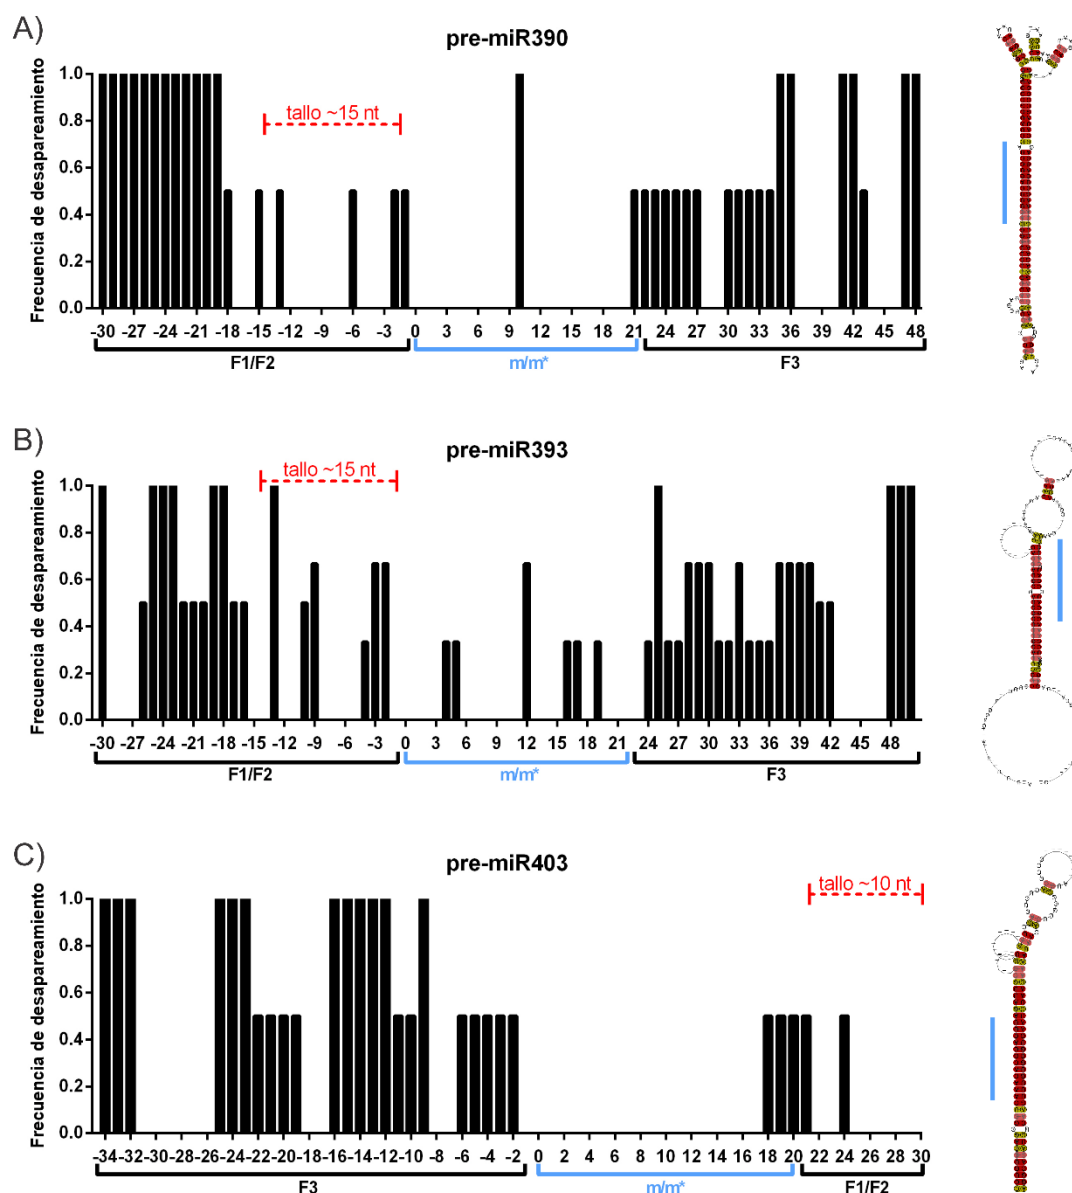 A)
pre-miR390
Frecuencia de desapareamiento
1.0
0.8
0.6
0.4
0.2
0.0
tallo ~15 nt
-30 -27 -24 -21 -18 -15 -12 -9 -6 -3 0 3 6 9 12 15 18 21 24 27 30 33 36 39 42 45 48
F1/F2 m/m* F3
B)
pre-miR393
Frecuencia de desapareamiento
1.0
0.8
0.6
0.4
0.2
0.0
tallo ~15 nt
-30 -27 -24 -21 -18 -15 -12 -9 -6 -3 0 3 6 9 12 15 18 21 24 27 30 33 36 39 42 45 48
F1/F2 m/m* F3
C)
pre-miR403
Frecuencia de desapareamiento
1.0
0.8
0.6
0.4
0.2
0.0
tallo ~10 nt
-34 -32 -30 -28 -26 -24 -22 -20 -18 -16 -14 -12 -10 -8 -6 -4 -2 0 2 4 6 8 10 12 14 16 18 20 22 24 26 28 30
F3 m/m* F1/F2